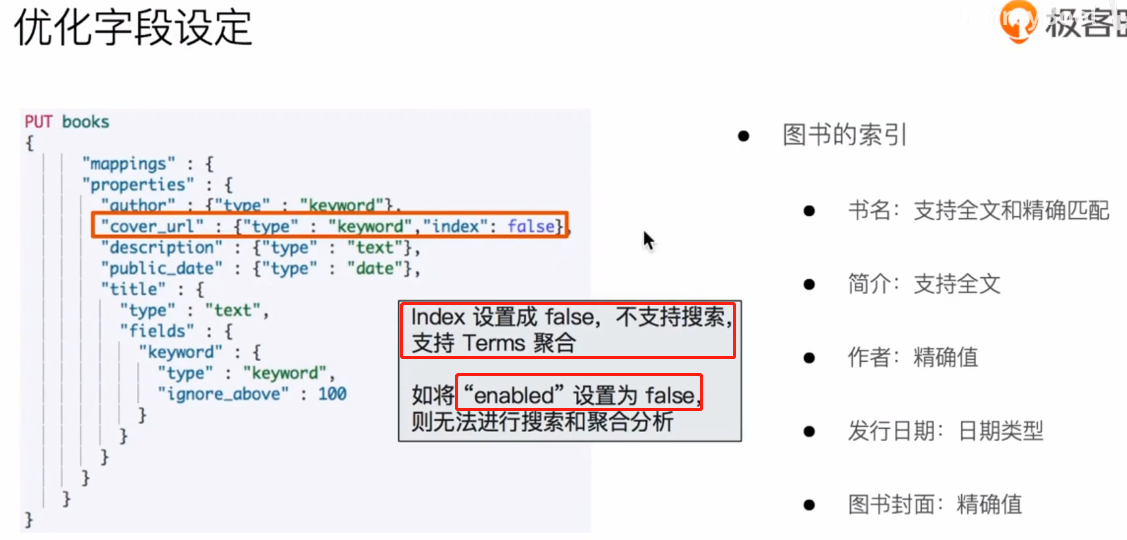 优化字段设定
极客
PUT books
{
"mappings" : {
"properties" : {
"author" : {"type" : "keyword"},
"cover_url" : {"type" : "keyword","index": false},
"description" : {"type" : "text"},
"public_date" : {"type" : "date"},
"title" : {
"type" : "text",
"fields" : {
"keyword" : {
"type" : "keyword",
"ignore_above" : 100
}
}
}
}
}
}
Index 设置成 false，不支持搜索，
支持 Terms 聚合
如将“enabled”设置为 false，
则无法进行搜索和聚合分析
● 图书的索引
● 书名：支持全文和精确匹配
● 简介：支持全文
● 作者：精确值
● 发行日期：日期类型
● 图书封面：精确值